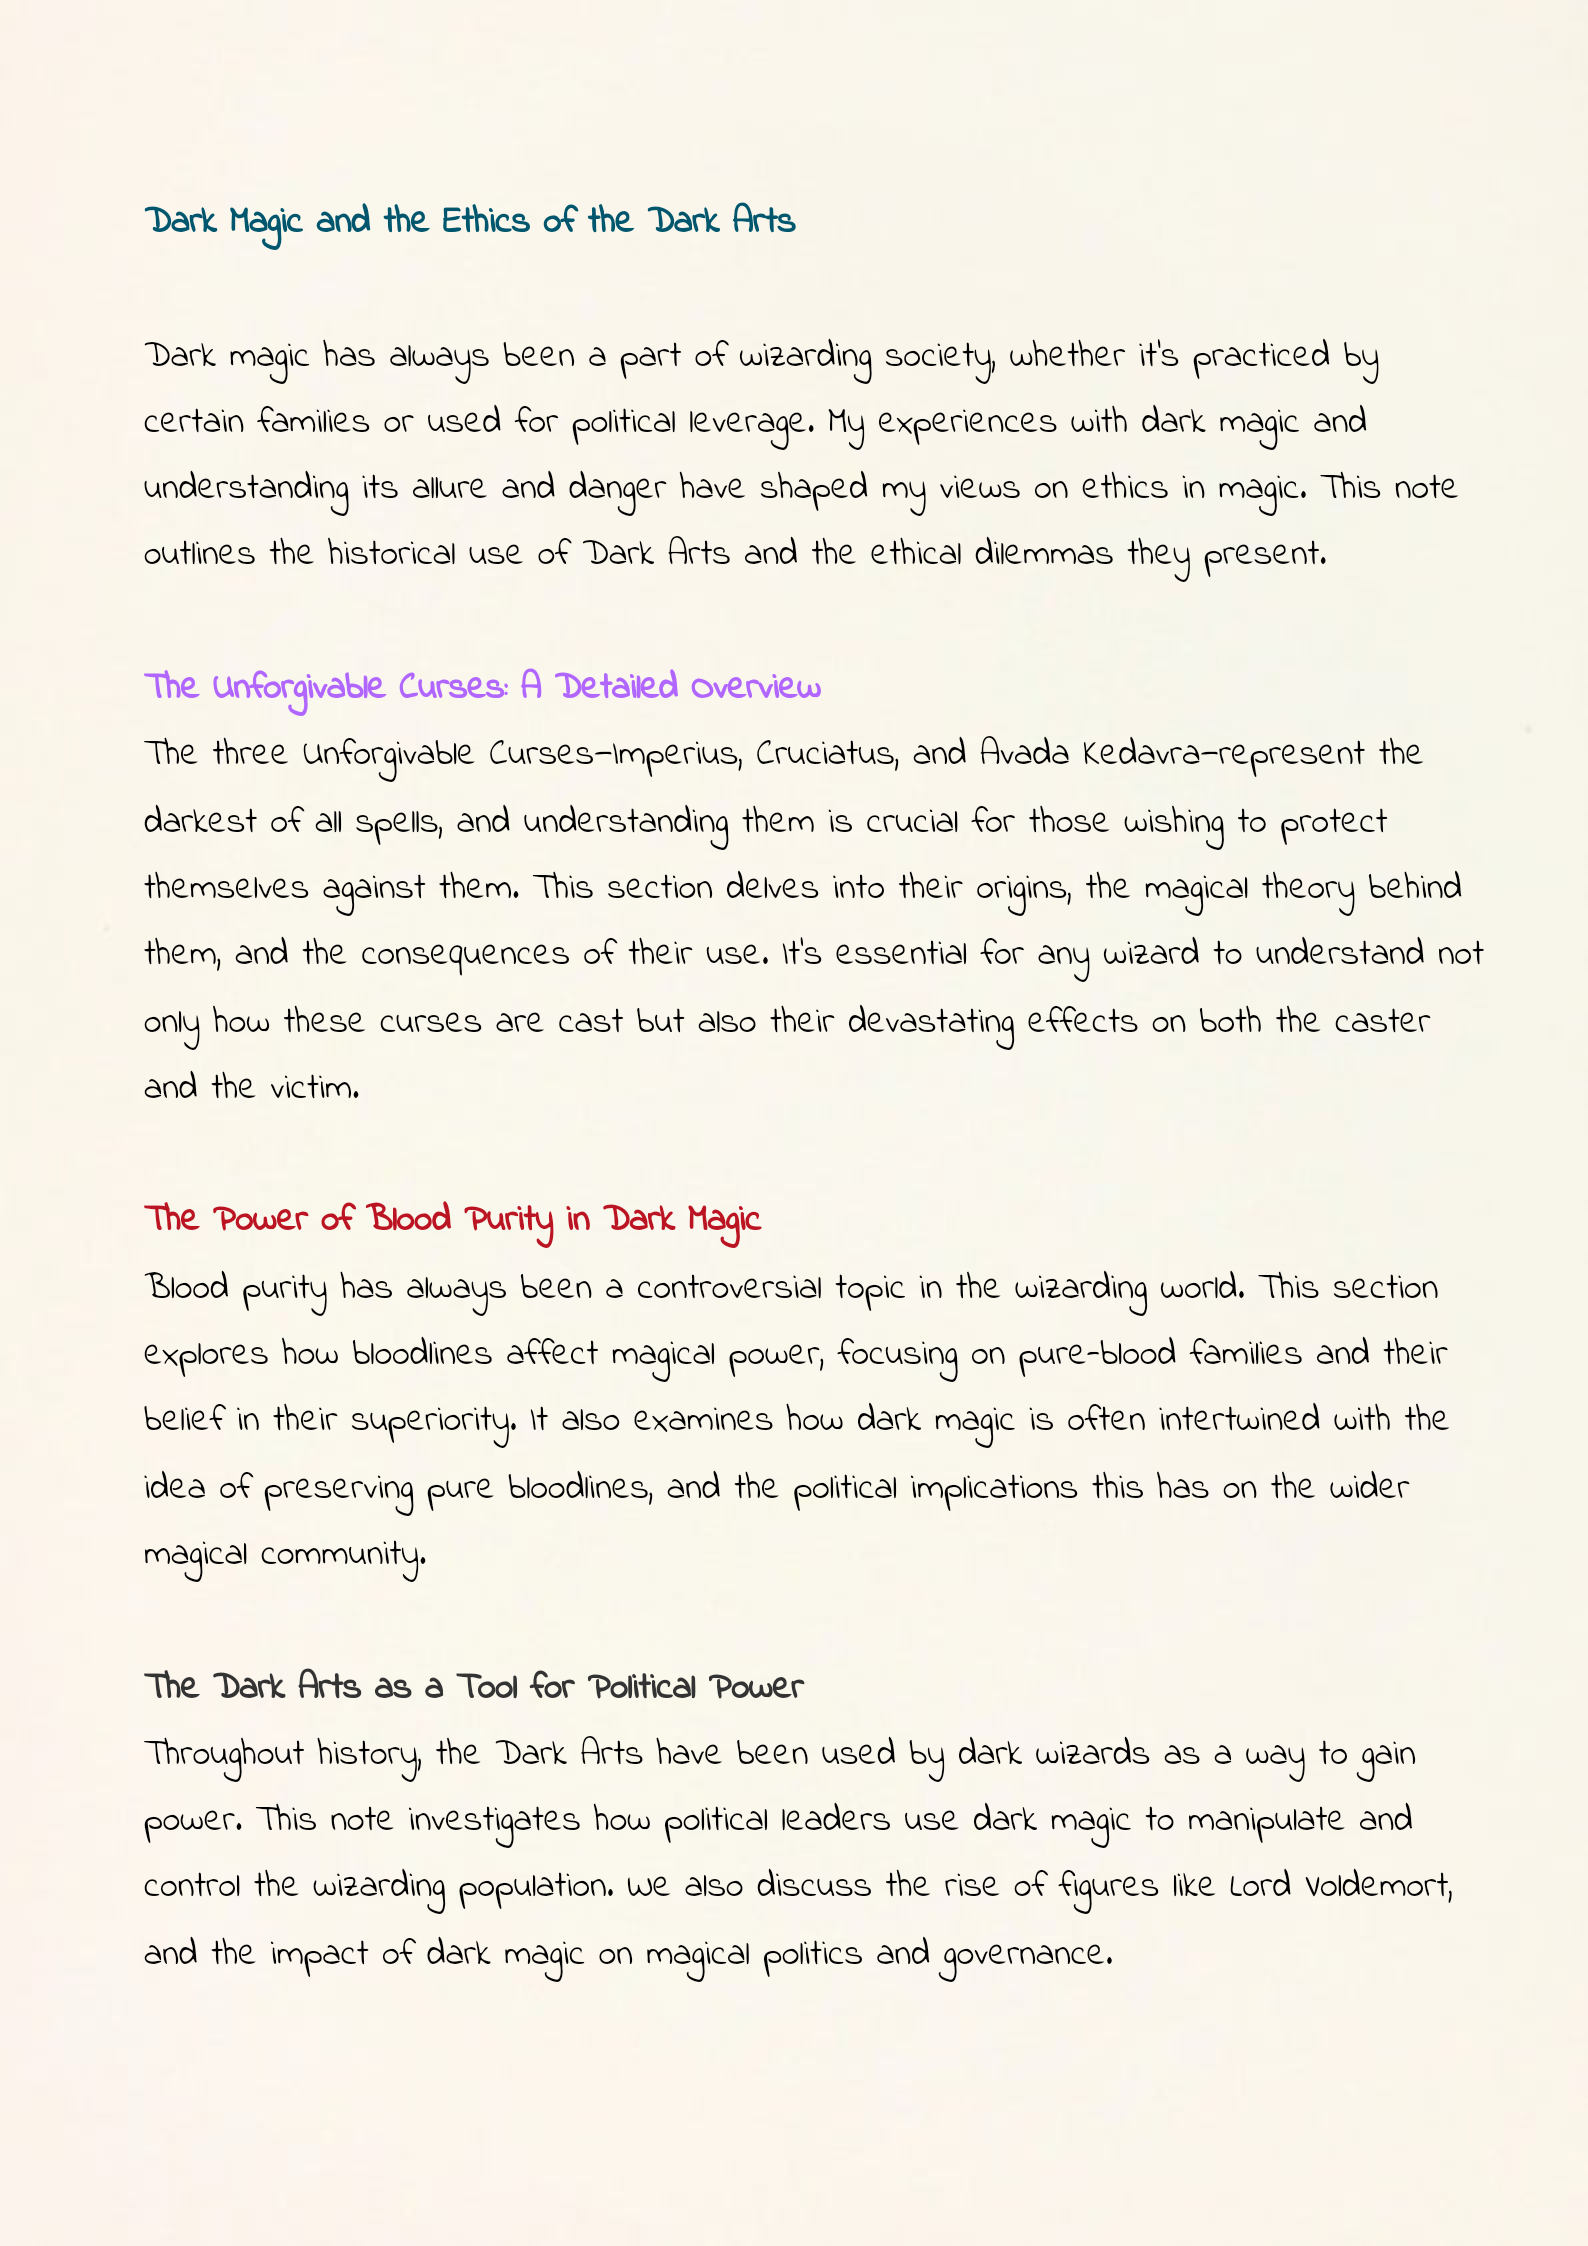 Dark Magic and the Ethics of the Dark Arts
Dark magic has always been a part of wizarding society, whether it's practiced by
certain families or used for political leverage. My experiences with dark magic and
understanding its allure and danger have shaped my views on ethics in magic. This note
outlines the historical use of Dark Arts and the ethical dilemmas they present.
The Unforgivable Curses: A Detailed Overview
The three Unforgivable Curses—Imperius, Cruciatus, and Avada Kedavra—represent the
darkest of all spells, and understanding them is crucial for those wishing to protect
themselves against them. This section delves into their origins, the magical theory behind
them, and the consequences of their use. It's essential for any wizard to understand not
only how these curses are cast but also their devastating effects on both the caster
and the victim.
The Power of Blood Purity in Dark Magic
Blood purity has always been a controversial topic in the wizarding world. This section
explores how bloodlines affect magical power, focusing on pure-blood families and their
belief in their superiority. It also examines how dark magic is often intertwined with the
idea of preserving pure bloodlines, and the political implications this has on the wider
magical community.
The Dark Arts as a Tool for Political Power
Throughout history, the Dark Arts have been used by dark wizards as a way to gain
power. This note investigates how political leaders use dark magic to manipulate and
control the wizarding population. We also discuss the rise of figures like Lord Voldemort,
and the impact of dark magic on magical politics and governance.